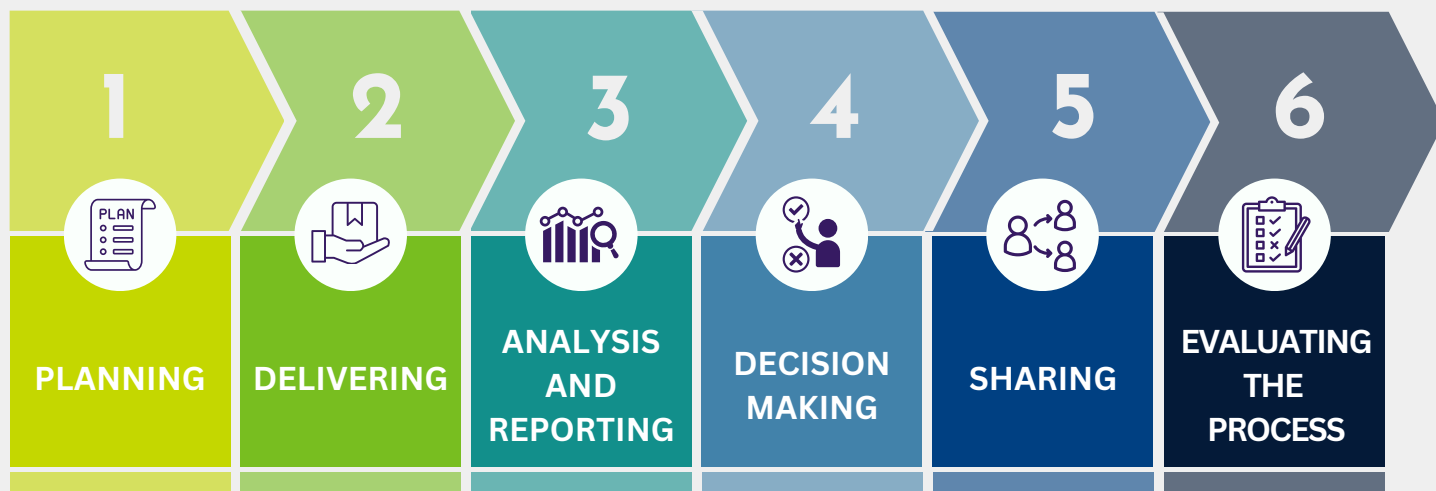 1
2
3
4
5
6
PLAN
PLANNING
DELIVERING
ANALYSIS
AND
REPORTING
DECISION
MAKING
SHARING
EVALUATING
THE
PROCESS